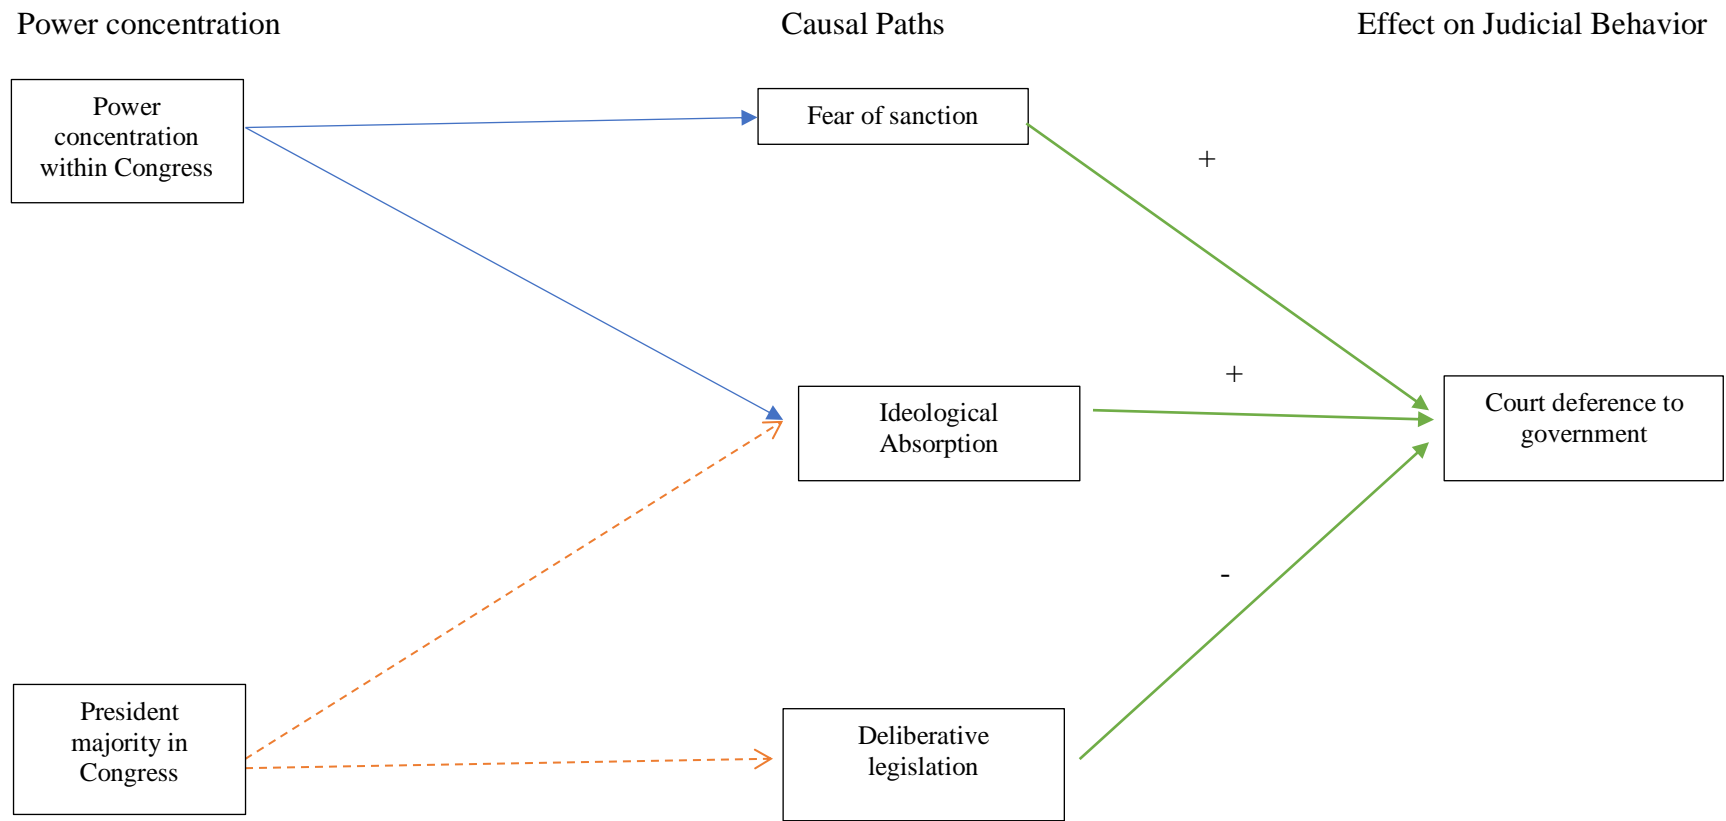 Power concentration
Causal Paths
Effect on Judicial Behavior
Power
concentration
within Congress
Fear of sanction
+
Ideological
Absorption
+
Court deference to
government
-
President
majority in
Congress
Deliberative
legislation